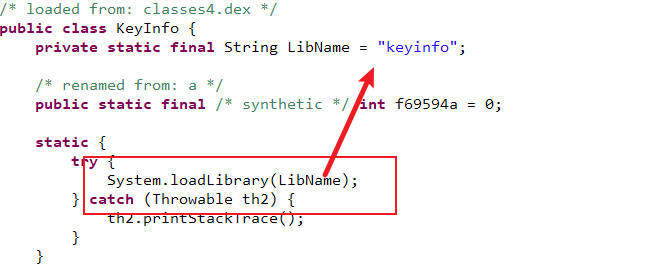 /* loaded from: classes4.dex */
public class KeyInfo {
private static final String LibName = "keyinfo";
/* renamed from: a */
public static final /* synthetic */ int f69594a = 0;
static {
try {
System.loadLibrary(LibName);
} catch (Throwable th2) {
th2.printStackTrace();
}
}